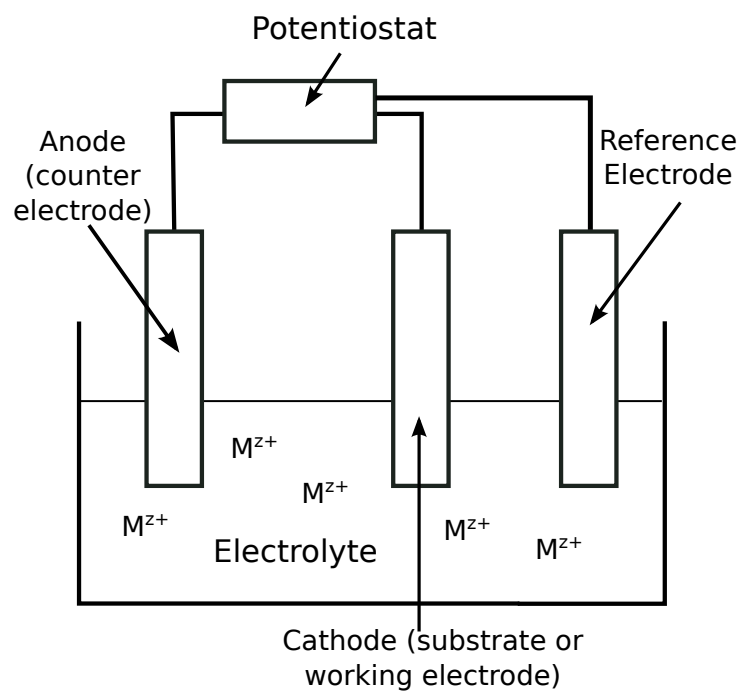 Potentiostat
Anode
(counter
electrode)
Reference
Electrode
M^z+
M^z+
M^z+
M^z+
M^z+
Electrolyte
Cathode (substrate or
working electrode)